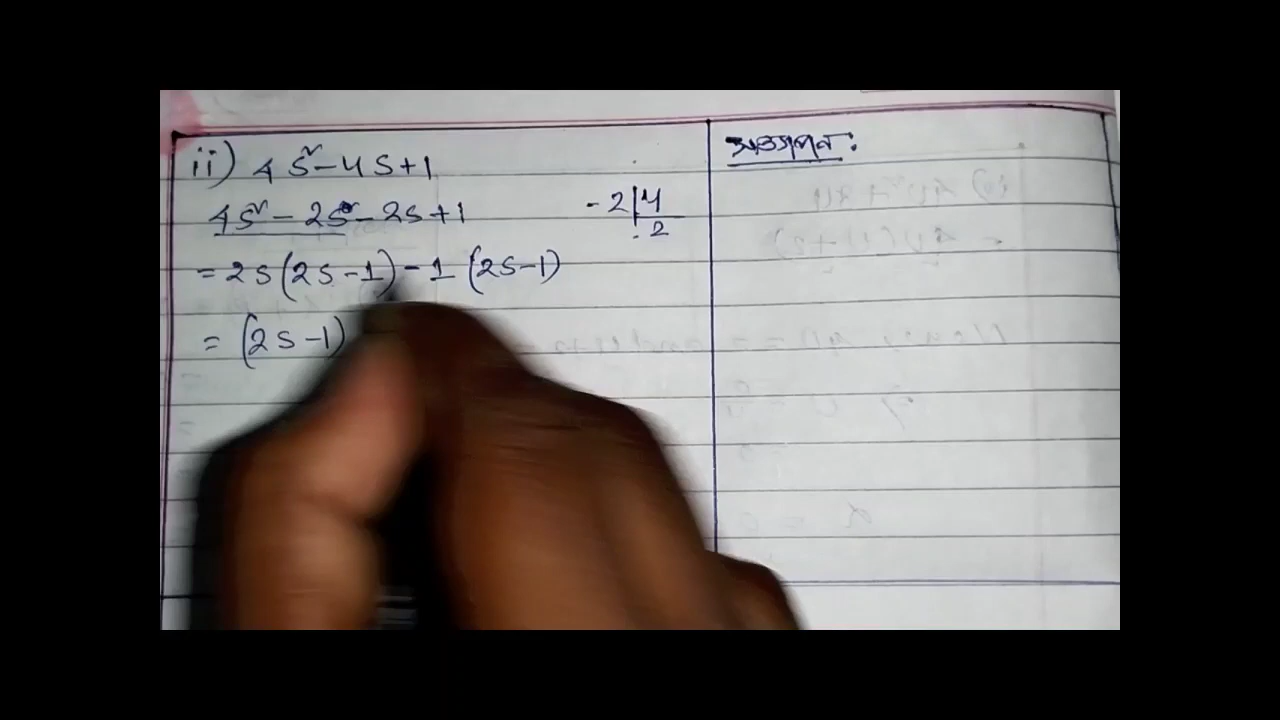 ii) 4s² - 4s + 1
4s² - 2s - 2s + 1
- 2|4
2
= 2s (2s - 1) - 1 (2s - 1)
= (2s - 1)